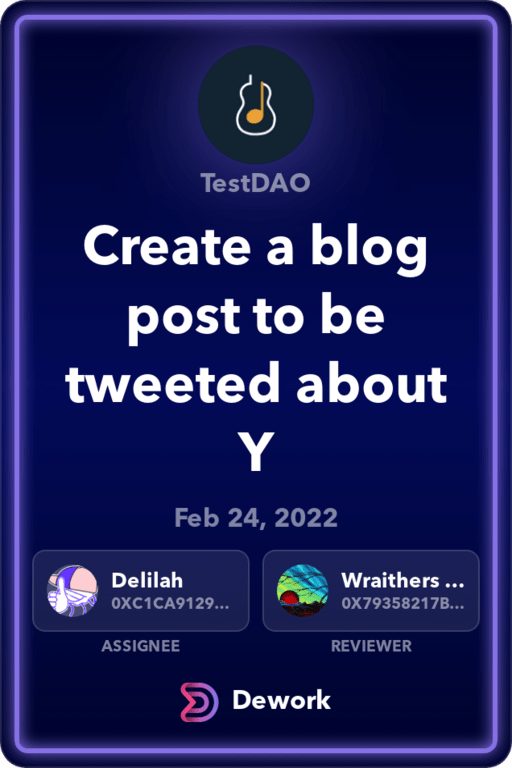 TestDAO
Create a blog
post to be
tweeted about
Y
Feb 24, 2022
Delilah
0XC1CA9129...
ASSIGNEE
Wraithers ...
0X79358217B...
REVIEWER
Dework